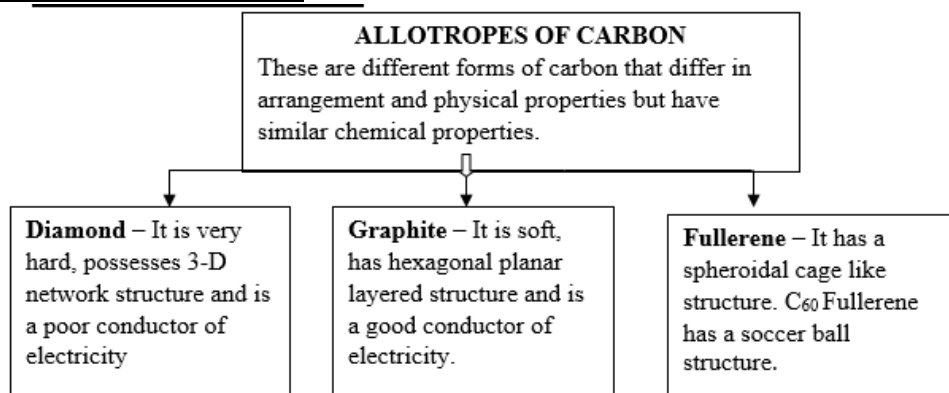 ALLOTROPES OF CARBON
These are different forms of carbon that differ in
arrangement and physical properties but have
similar chemical properties.
Diamond – It is very
hard, possesses 3-D
network structure and is
a poor conductor of
electricity
Graphite – It is soft,
has hexagonal planar
layered structure and is
a good conductor of
electricity.
Fullerene – It has a
spheroidal cage like
structure. C₆₀ Fullerene
has a soccer ball
structure.